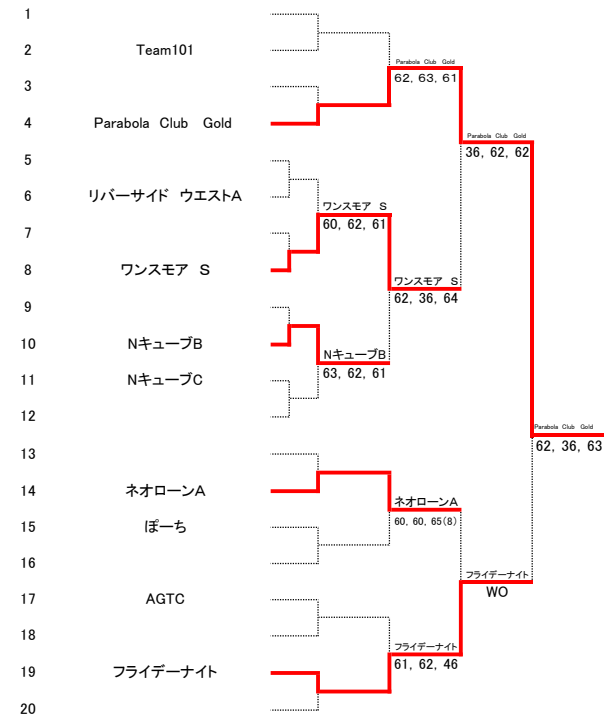 1
2 Team101
Parabola Club Gold
62, 63, 61
3
4 Parabola Club Gold
Parabola Club Gold
36, 62, 62
5
6 リバーサイド ウエストA
ワンスモア S
60, 62, 61
7
8 ワンスモア S
ワンスモア S
62, 36, 64
9
10 NキューブB
NキューブB
63, 62, 61
11 NキューブC
12
Parabola Club Gold
62, 36, 63
13
14 ネオローンA
ネオローンA
60, 60, 65(8)
15 ぽーち
16
フライデーナイト
WO
17 AGTC
18
フライデーナイト
61, 62, 46
19 フライデーナイト
20